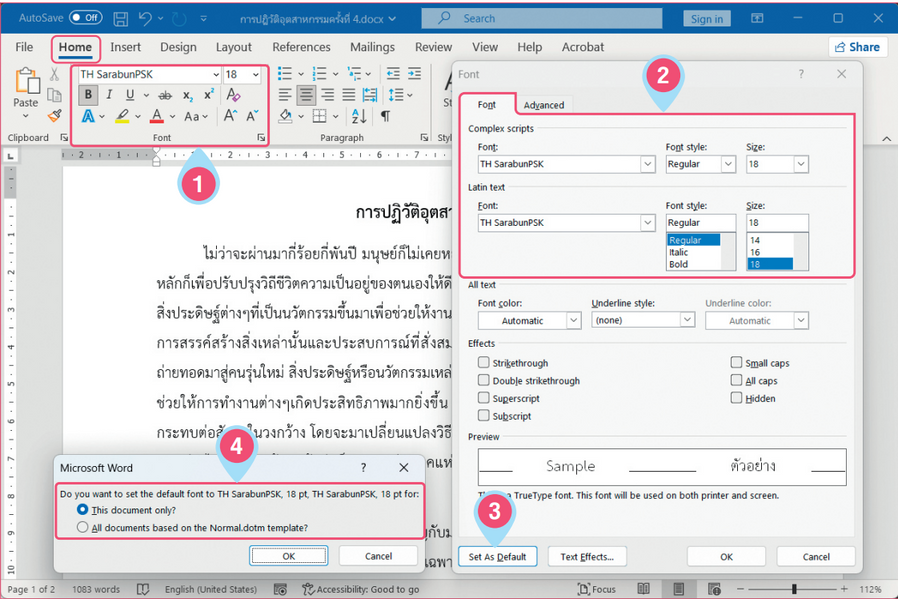 AutoSave Off
การปฏิวัติอุตสาหกรรมครั้งที่ 4.docx
Search
Sign in
File Home Insert Design Layout References Mailings Review View Help Acrobat
Share
Paste
Clipboard
TH SarabunPSK 18
B I U ab x₂ x²
A A Aa A A
Font
Paragraph
1
2 1 1 2 3 4 5 6 7
การปฏิวัติอุตส
ไม่ว่าจะผ่านมากี่ร้อยกี่พันปี มนุษย์ก็ไม่เคยห
หลักก็เพื่อปรับปรุงวิถีชีวิตความเป็นอยู่ของตนเองให้ดี
สิ่งประดิษฐ์ต่างๆที่เป็นนวัตกรรมขึ้นมาเพื่อช่วยให้งาน
การสรรค์สร้างสิ่งเหล่านั้นและประสบการณ์ที่สั่งสม
ถ่ายทอดมาสู่คนรุ่นใหม่ สิ่งประดิษฐ์หรือนวัตกรรมเหล่
ช่วยให้การทำงานต่างๆเกิดประสิทธิภาพมากยิ่งขึ้น
กระทบต่อ ในวงกว้าง โดยจะมาเปลี่ยนแปลงวิธี
Font
? ×
2
Font Advanced
Complex scripts
Font: Font style: Size:
TH SarabunPSK Regular 18
Latin text
Font: Font style: Size:
TH SarabunPSK Regular 18
Regular 14
Italic 16
Bold 18
All text
Font color: Underline style: Underline color:
Automatic (none) Automatic
Effects
Strikethrough Small caps
Double strikethrough All caps
Superscript Hidden
Subscript
Preview
Sample ตัวอย่าง
TrueType font. This font will be used on both printer and screen.
3
Set As Default Text Effects... OK Cancel
4
Microsoft Word ? ×
Do you want to set the default font to TH SarabunPSK, 18 pt, TH SarabunPSK, 18 pt for:
This document only?
All documents based on the Normal.dotm template?
OK Cancel
Page 1 of 2 1083 words English (United States) Accessibility: Good to go Focus 112%